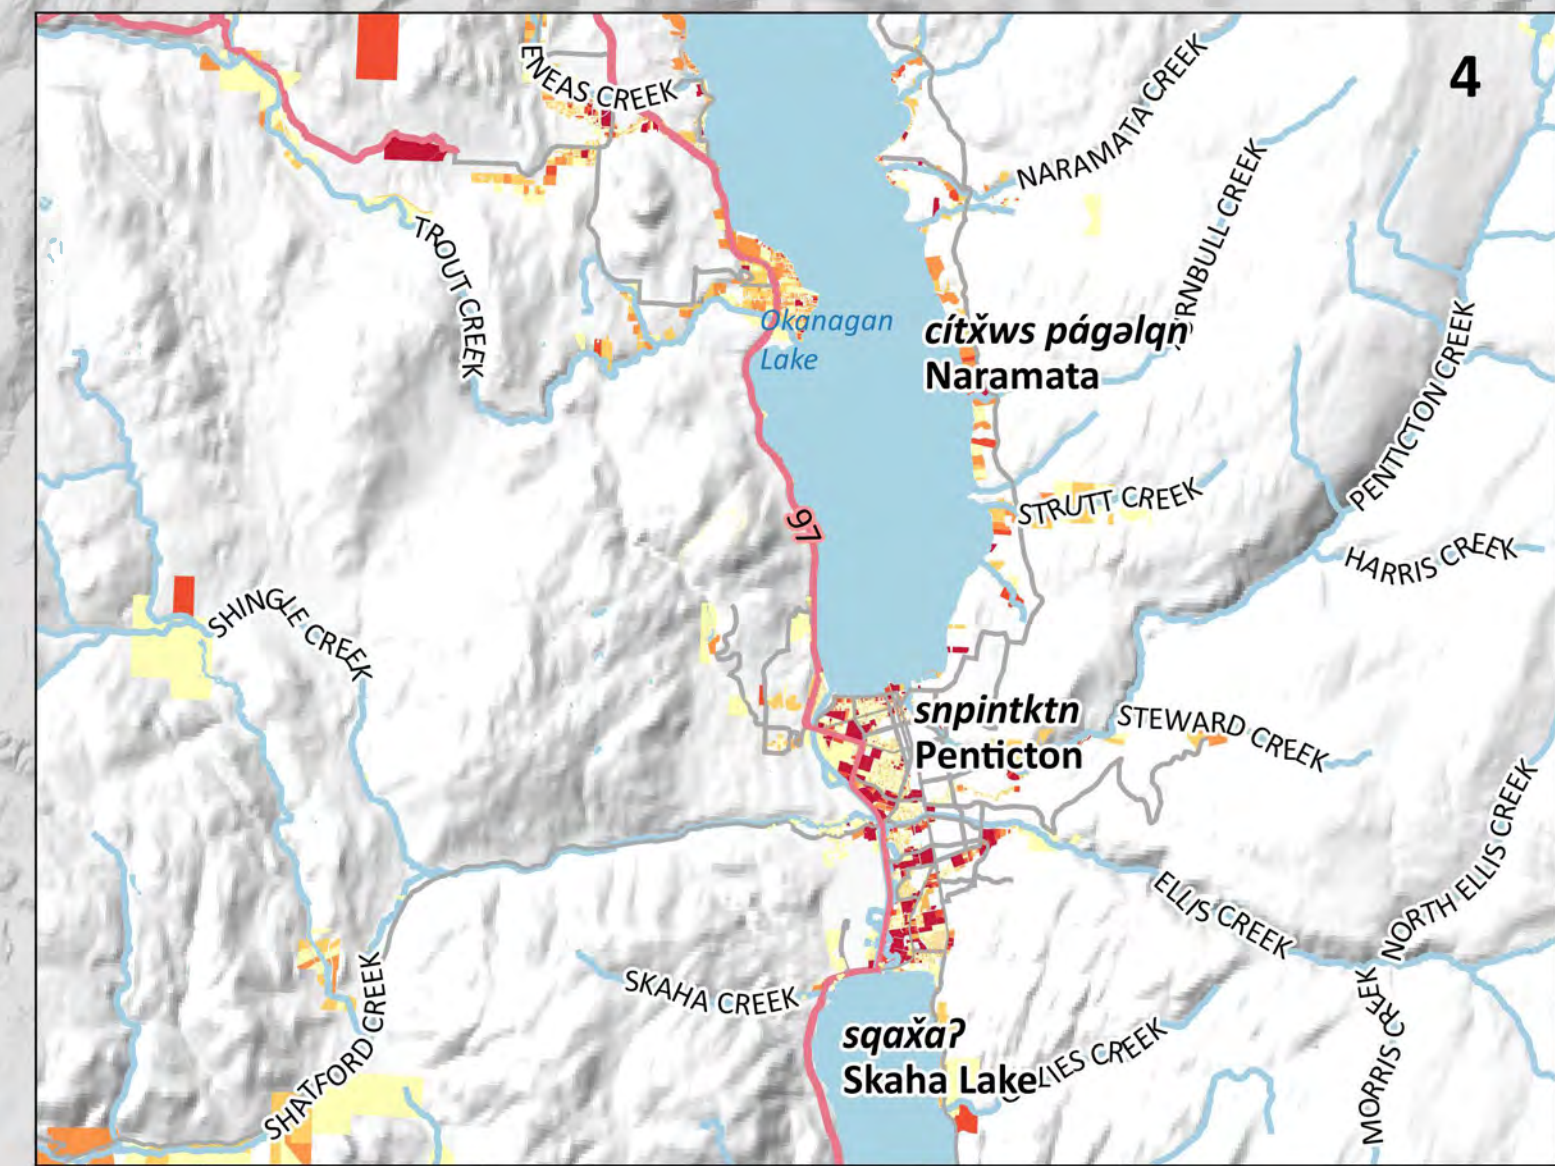 4
ENEAS CREEK
NARAMATA CREEK
TROUT CREEK
Okanagan
Lake
cítx̌ws págəlqn
Naramata
PENTICTON CREEK
STRUTT CREEK
97
HARRIS CREEK
SHINGLE CREEK
snpintktn
Penticton
STEWARD CREEK
ELLIS CREEK
NORTH ELLIS CREEK
SKAHA CREEK
sqax̌aʔ
Skaha Lake
SHATFORD CREEK
MORRIS CREEK